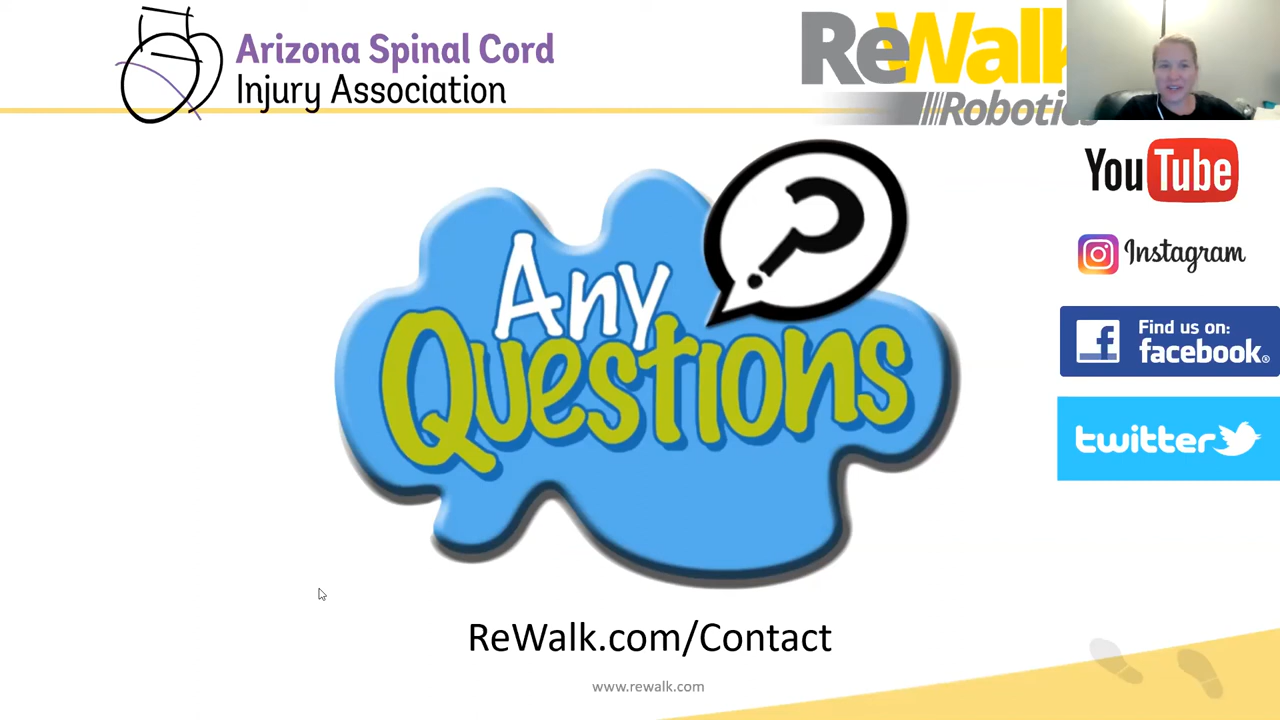 Arizona Spinal Cord
Injury Association
ReWalk
Robotics
YouTube
Instagram
Find us on:
facebook®
twitter
Any
?
Questions
ReWalk.com/Contact
www.rewalk.com